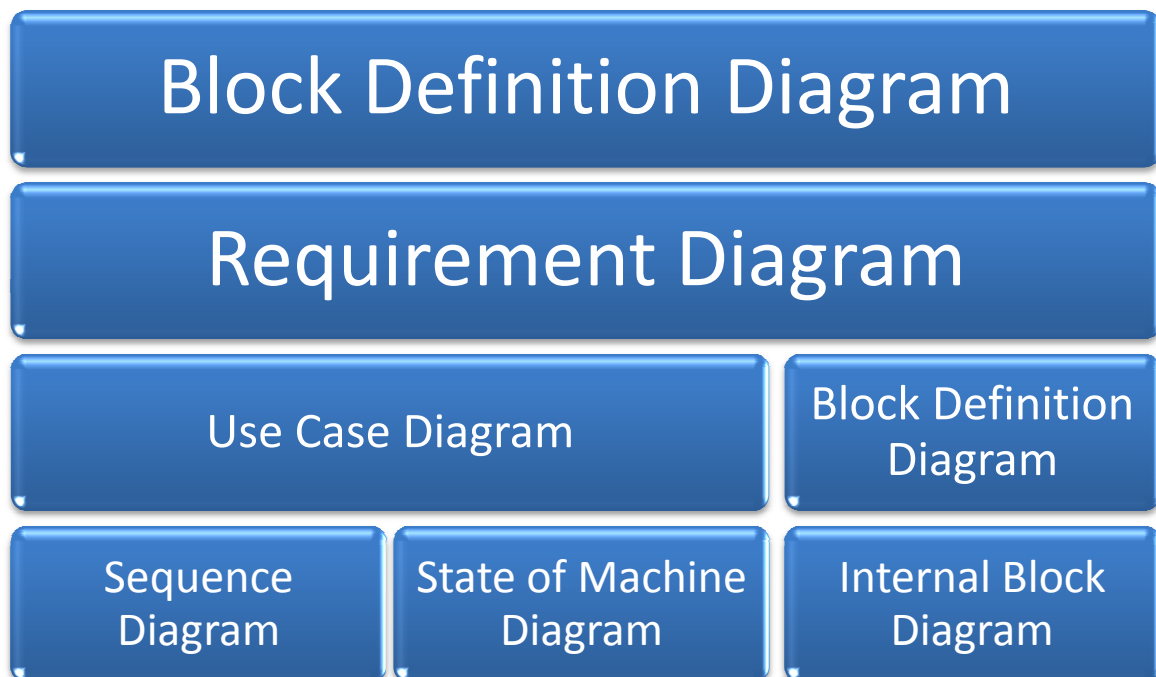 Block Definition Diagram
Requirement Diagram
Use Case Diagram
Block Definition
Diagram
Sequence
Diagram
State of Machine
Diagram
Internal Block
Diagram